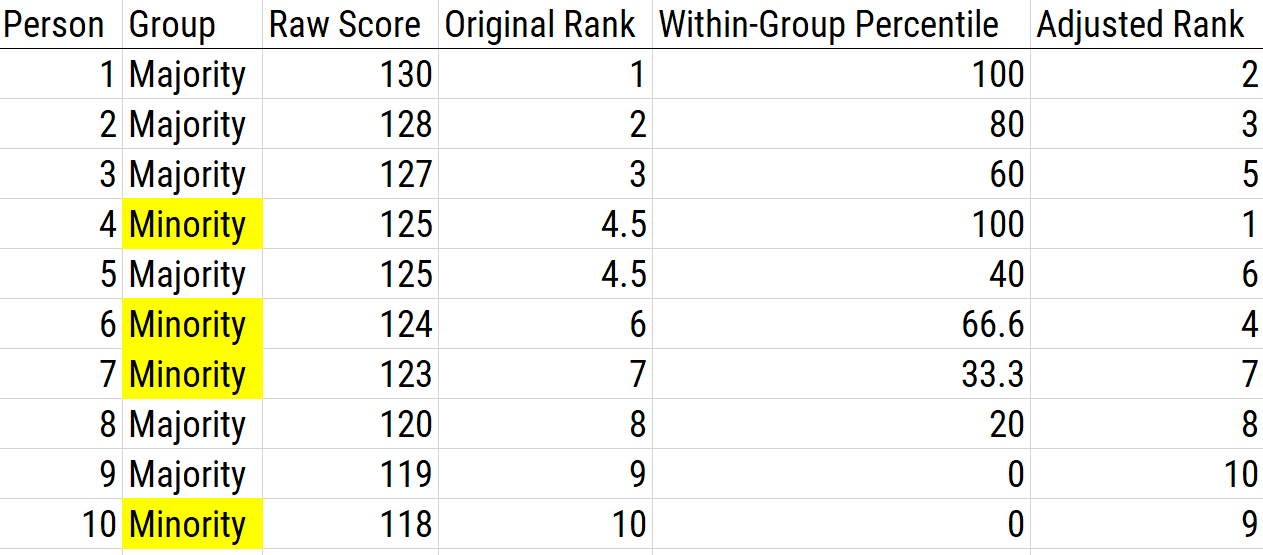 Person Group Raw Score Original Rank Within-Group Percentile Adjusted Rank
1 Majority 130 1 100 2
2 Majority 128 2 80 3
3 Majority 127 3 60 5
4 Minority 125 4.5 100 1
5 Majority 125 4.5 40 6
6 Minority 124 6 66.6 4
7 Minority 123 7 33.3 7
8 Majority 120 8 20 8
9 Majority 119 9 0 10
10 Minority 118 10 0 9